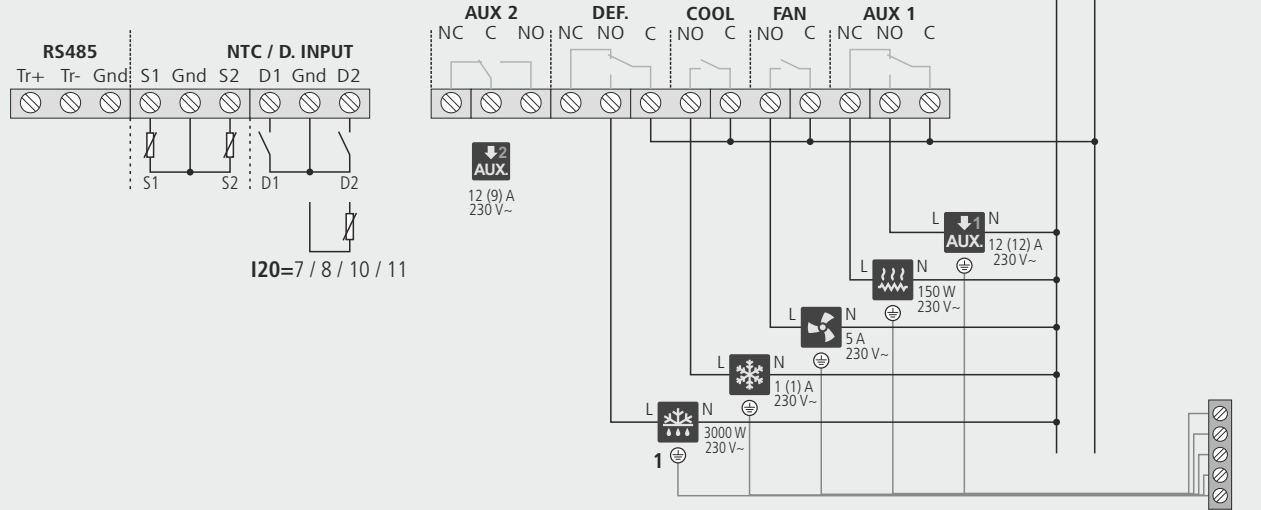 AUX 2 DEF. COOL FAN AUX 1
NC C NO NC NO C NO C NO C NC NO C
RS485 NTC / D. INPUT
Tr+ Tr- Gnd S1 Gnd S2 D1 Gnd D2
S1 S2 D1 D2
2
AUX.
12 (9) A
230 V~
I20=7 / 8 / 10 / 11
L 1 N
AUX.
12 (12) A
230 V~
L N
150 W
230 V~
L N
5 A
230 V~
L N
1 (1) A
230 V~
L N
3000 W
230 V~
1